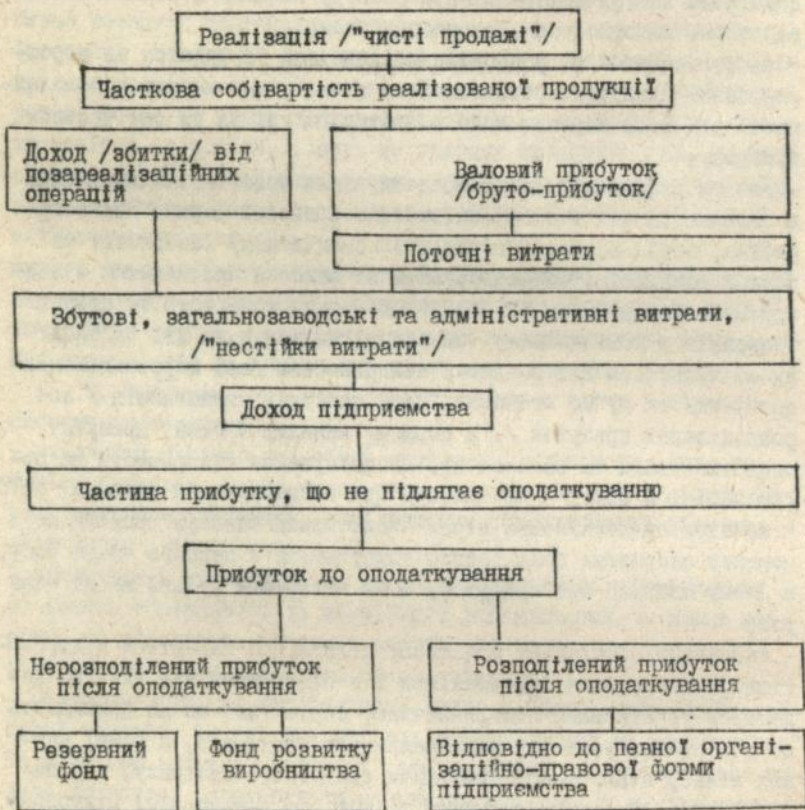 Реалізація /"чисті продажі"/
Часткова собівартість реалізованої продукції
Доход /збитки/ від
позареалізаційних
операцій
Валовий прибуток
/бруто-прибуток/
Поточні витрати
Збутові, загальнозаводські та адміністративні витрати,
/"нестійки витрати"/
Доход підприємства
Частина прибутку, що не підлягає оподаткуванню
Прибуток до оподаткування
Нерозподілений прибуток
після оподаткування
Розподілений прибуток
після оподаткування
Резервний
фонд
Фонд розвитку
виробництва
Відповідно до певної органі-
заційно-правової форми
підприємства